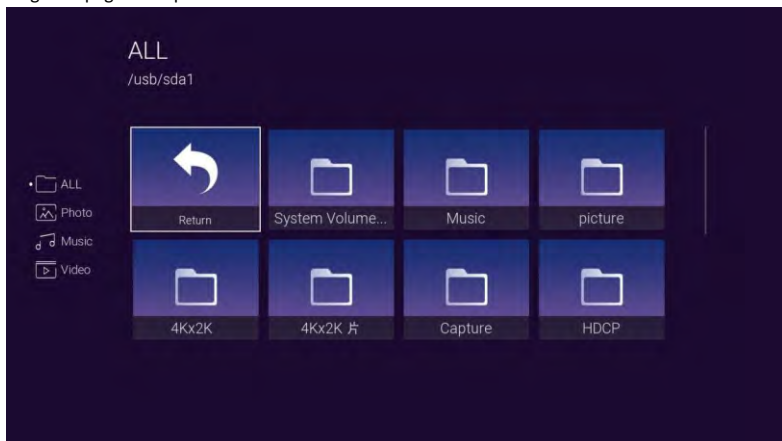 ALL
/usb/sda1
ALL
Photo
Music
Video
Return
System Volume...
Music
picture
4Kx2K
4Kx2K 片
Capture
HDCP